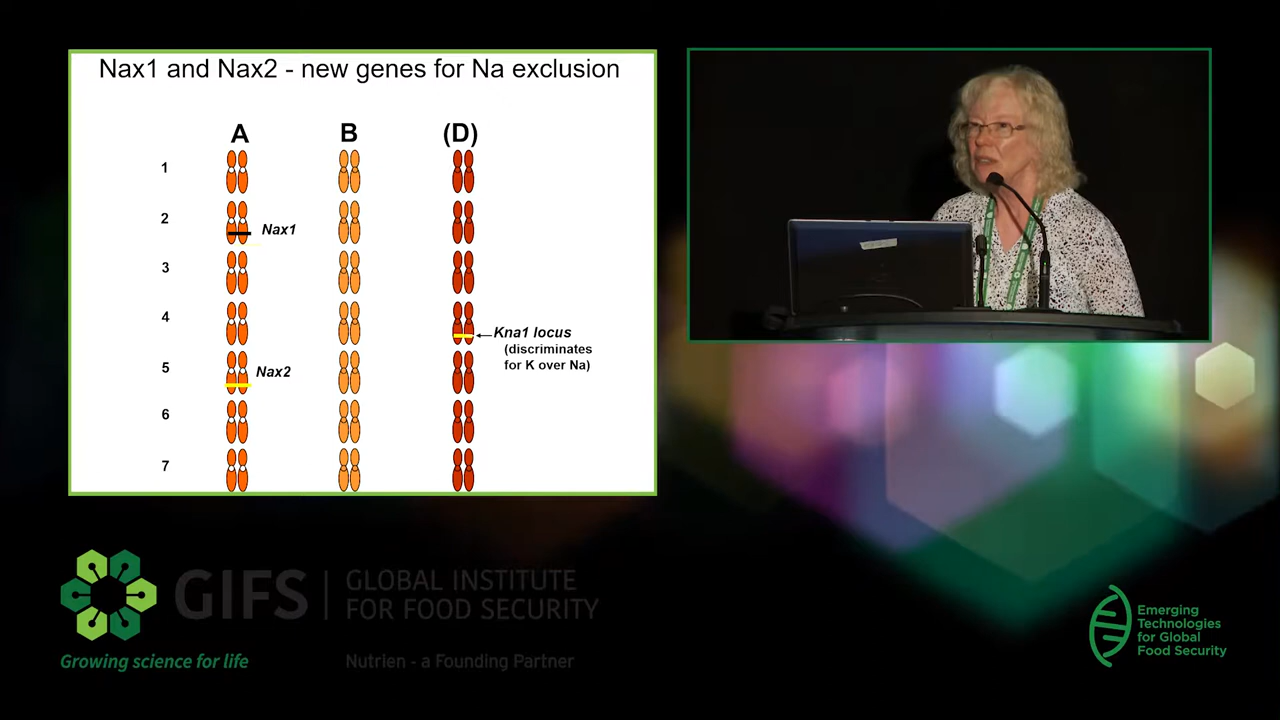 Nax1 and Nax2 - new genes for Na exclusion
A B (D)
1
2
Nax1
3
4
Kna1 locus
(discriminates
for K over Na)
5
Nax2
6
7
GIFS
GLOBAL INSTITUTE
FOR FOOD SECURITY
Growing science for life
Nutrien - a Founding Partner
Emerging
Technologies
for Global
Food Security